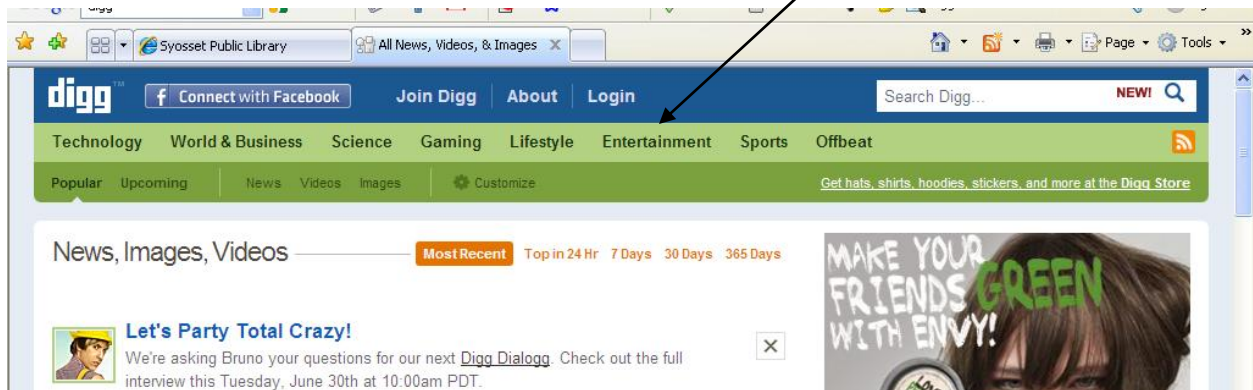 Syosset Public Library All News, Videos, & Images Page Tools
digg™ f Connect with Facebook Join Digg About Login Search Digg... NEW!
Technology World & Business Science Gaming Lifestyle Entertainment Sports Offbeat
Popular Upcoming News Videos Images Customize Get hats, shirts, hoodies, stickers, and more at the Digg Store
News, Images, Videos Most Recent Top in 24 Hr 7 Days 30 Days 365 Days
MAKE YOUR
FRIENDS GREEN
WITH ENVY!
Let's Party Total Crazy!
We're asking Bruno your questions for our next Digg Dialogg. Check out the full
interview this Tuesday, June 30th at 10:00am PDT.